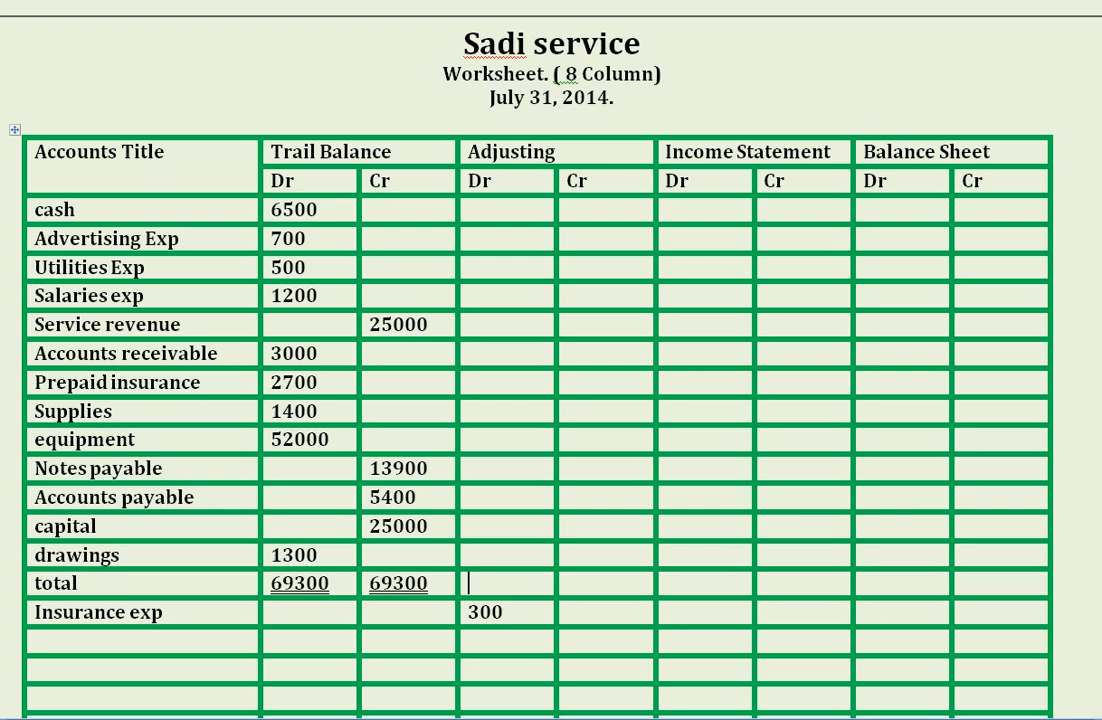 Sadi service
Worksheet. ( 8 Column)
July 31, 2014.
Accounts Title Trail Balance Adjusting Income Statement Balance Sheet
Dr Cr Dr Cr Dr Cr Dr Cr
cash 6500
Advertising Exp 700
Utilities Exp 500
Salaries exp 1200
Service revenue 25000
Accounts receivable 3000
Prepaid insurance 2700
Supplies 1400
equipment 52000
Notes payable 13900
Accounts payable 5400
capital 25000
drawings 1300
total 69300 69300
Insurance exp 300